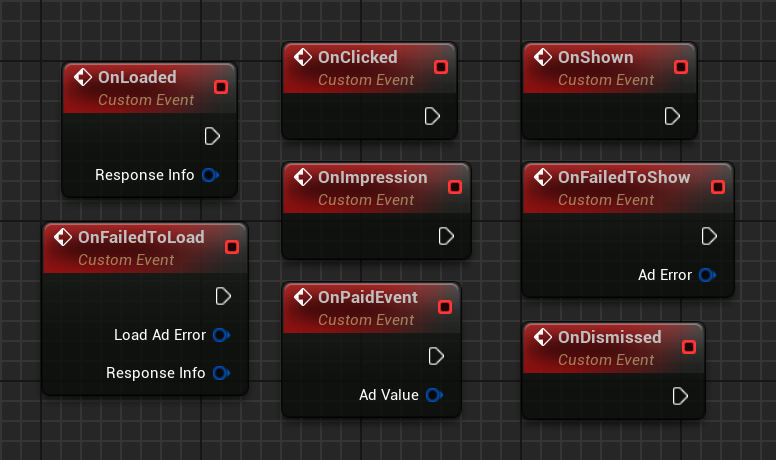 OnLoaded
Custom Event
Response Info
OnFailedToLoad
Custom Event
Load Ad Error
Response Info
OnClicked
Custom Event
OnImpression
Custom Event
OnPaidEvent
Custom Event
Ad Value
OnShown
Custom Event
OnFailedToShow
Custom Event
Ad Error
OnDismissed
Custom Event